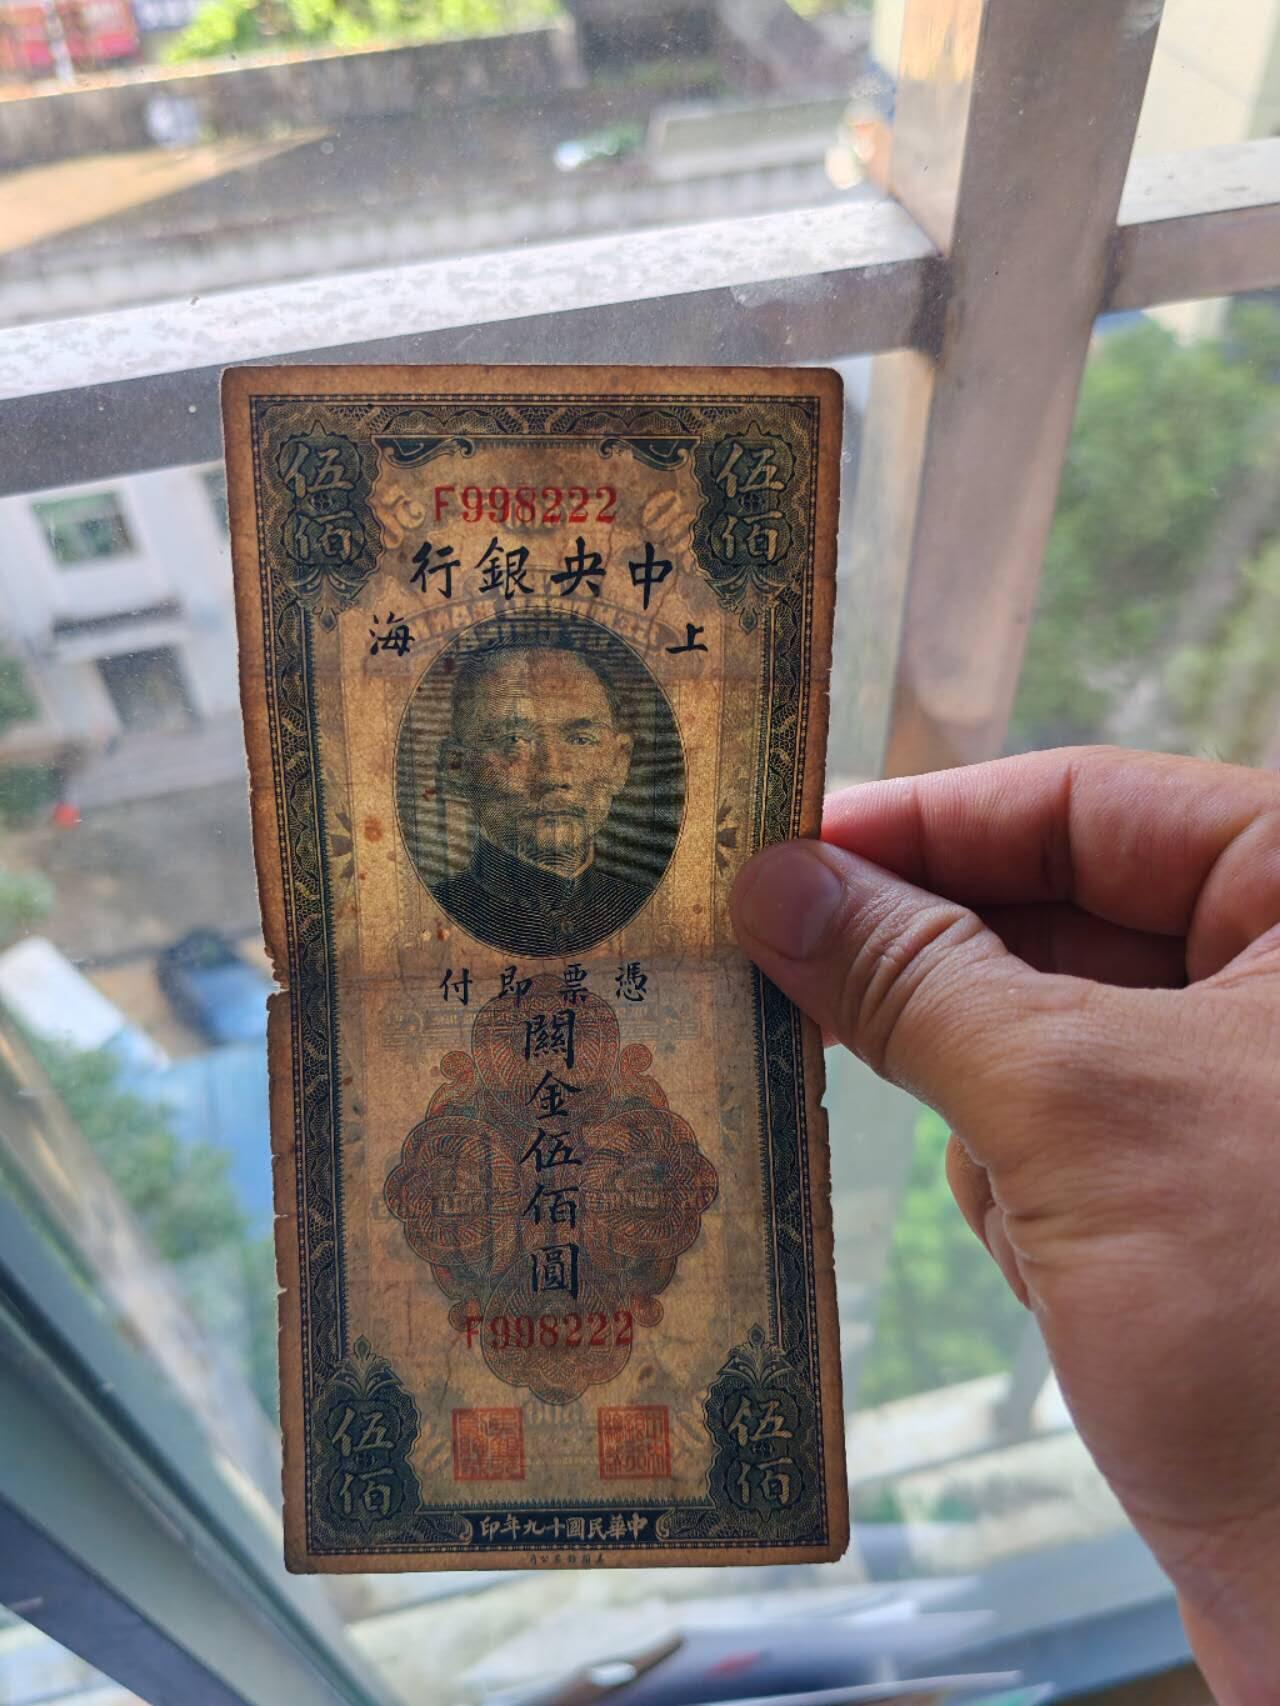 伍佰
伍佰
F998222
中央銀行
上海
憑票即付
關金伍佰圓
F998222
伍佰
伍佰
中華民國十九年印